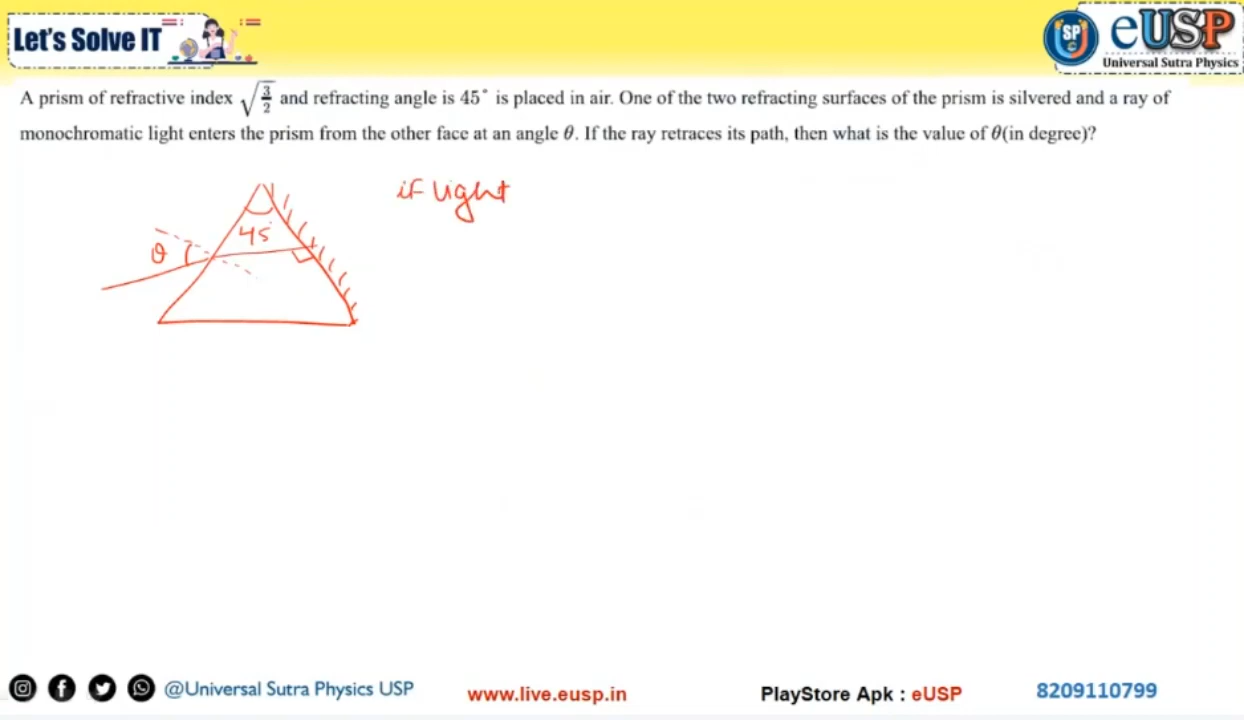 Let's Solve IT
SP eUSP
Universal Sutra Physics
A prism of refractive index √3/2 and refracting angle is 45° is placed in air. One of the two refracting surfaces of the prism is silvered and a ray of
monochromatic light enters the prism from the other face at an angle θ. If the ray retraces its path, then what is the value of θ(in degree)?
if light
45°
θ
@Universal Sutra Physics USP
www.live.eusp.in
PlayStore Apk : eUSP
8209110799